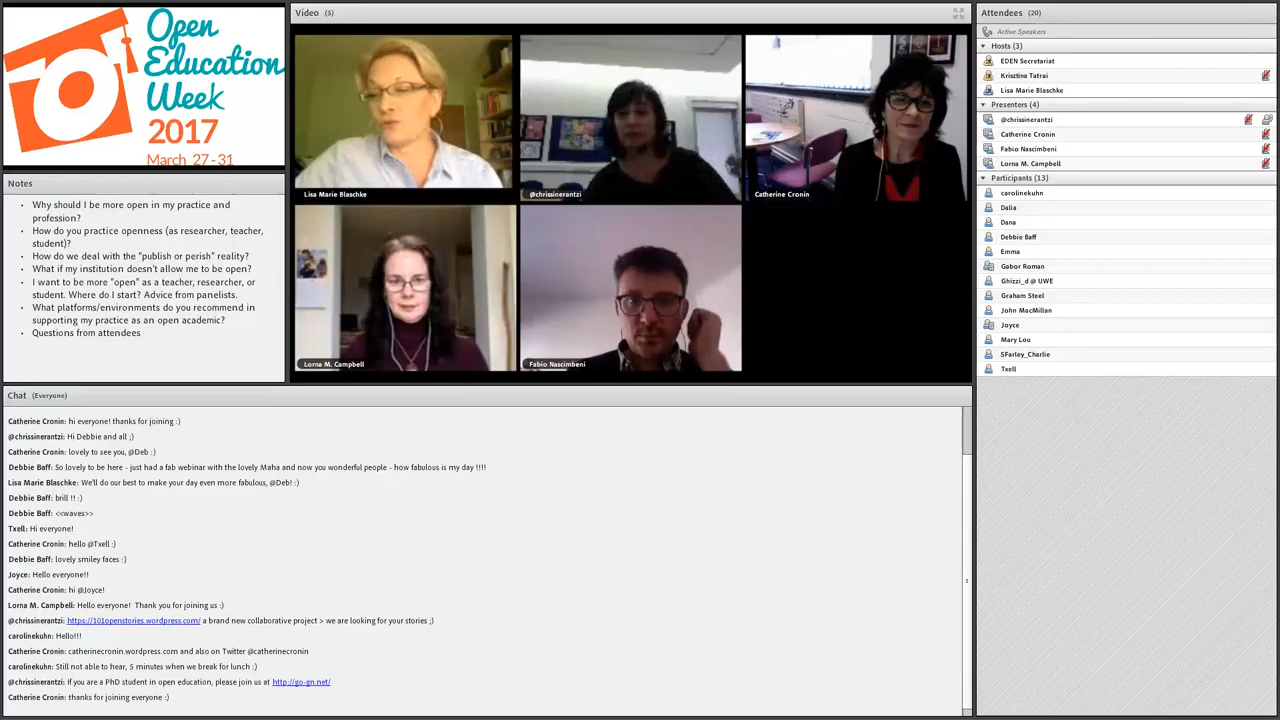 Open
Education
Week
2017
March 27-31
Notes
• Why should I be more open in my practice and
profession?
• How do you practice openness (as researcher, teacher,
student)?
• How do we deal with the "publish or perish" reality?
• What if my institution doesn't allow me to be open?
• I want to be more "open" as a teacher, researcher, or
student. Where do I start? Advice from panelists.
• What platforms/environments do you recommend in
supporting my practice as an open academic?
• Questions from attendees
Video (5)
Lisa Marie Blaschke
@chrissinerantzi
Catherine Cronin
Lorna M. Campbell
Fabio Nascimbeni
Attendees (20)
Active Speakers
Hosts (3)
EDEN Secretariat
Krisztina Tatrai
Lisa Marie Blaschke
Presenters (4)
@chrissinerantzi
Catherine Cronin
Fabio Nascimbeni
Lorna M. Campbell
Participants (13)
carolinekuhn
Dalia
Dana
Debbie Baff
Emma
Gabor Roman
Ghizzi_d @ UWE
Graham Steel
John MacMillan
Joyce
Mary Lou
SFarley_Charlie
Txell
Chat (Everyone)
Catherine Cronin: hi everyone! thanks for joining :)
@chrissinerantzi: Hi Debbie and all ;)
Catherine Cronin: lovely to see you, @Deb :)
Debbie Baff: So lovely to be here - just had a fab webinar with the lovely Maha and now you wonderful people - how fabulous is my day !!!!
Lisa Marie Blaschke: We'll do our best to make your day even more fabulous, @Deb! :)
Debbie Baff: brill !! :)
Debbie Baff: <<waves>>
Txell: Hi everyone!
Catherine Cronin: hello @Txell :)
Debbie Baff: lovely smiley faces :)
Joyce: Hello everyone!!
Catherine Cronin: hi @Joyce!
Lorna M. Campbell: Hello everyone!  Thank you for joining us :)
@chrissinerantzi: https://101openstories.wordpress.com/ a brand new collaborative project > we are looking for your stories ;)
carolinekuhn: Hello!!!
Catherine Cronin: catherinecronin.wordpress.com and also on Twitter @catherinecronin
carolinekuhn: Still not able to hear, 5 minutes when we break for lunch :)
@chrissinerantzi: If you are a PhD student in open education, please join us at http://go-gn.net/
Catherine Cronin: thanks for joining everyone :)
1